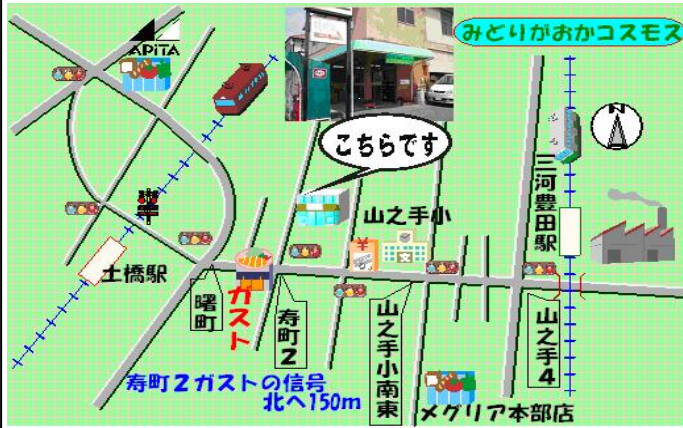 みどりがおかコスモス
APiTA
N
こちらです
三河豊田駅
山之手小
¥
文
土橋駅
曙町
ガスト
寿町2
山之手小南東
山之手4
寿町2ガストの信号
北へ150m
メグリア本部店